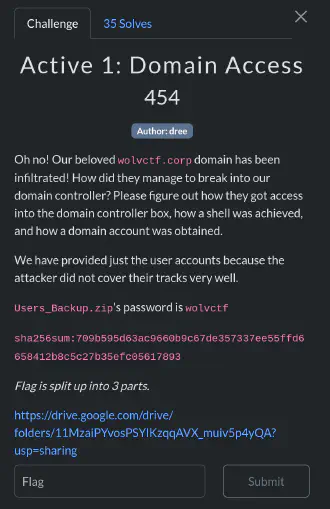 Challenge
35 Solves
Active 1: Domain Access
454
Author: dree
Oh no! Our beloved wolvctf.corp domain has been
infiltrated! How did they manage to break into our
domain controller? Please figure out how they got access
into the domain controller box, how a shell was achieved,
and how a domain account was obtained.
We have provided just the user accounts because the
attacker did not cover their tracks very well.
Users_Backup.zip's password is wolvctf
sha256sum:709b595d63ac9660b9c67de357337ee55ffd6
658412b8c5c27b35efc05617893
Flag is split up into 3 parts.
https://drive.google.com/drive/
folders/11MzaiPYvosPSYlKzqqAVX_muiv5p4yQA?
usp=sharing
Flag
Submit